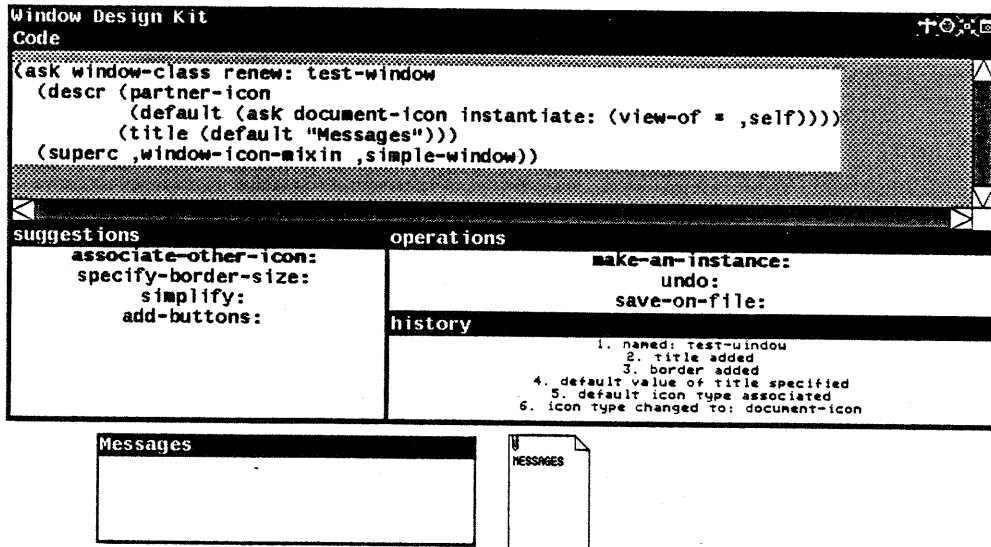 Window Design Kit
Code
(ask window-class renew: test-window
(descr (partner-icon
(default (ask document-icon instantiate: (view-of * ,self))))
(title (default "Messages")))
(superc ,window-icon-mixin ,simple-window))
suggestions
associate-other-icon:
specify-border-size:
simplify:
add-buttons:
operations
make-an-instance:
undo:
save-on-file:
history
1. named: test-window
2. title added
3. border added
4. default value of title specified
5. default icon type associated
6. icon type changed to: document-icon
Messages
MESSAGES